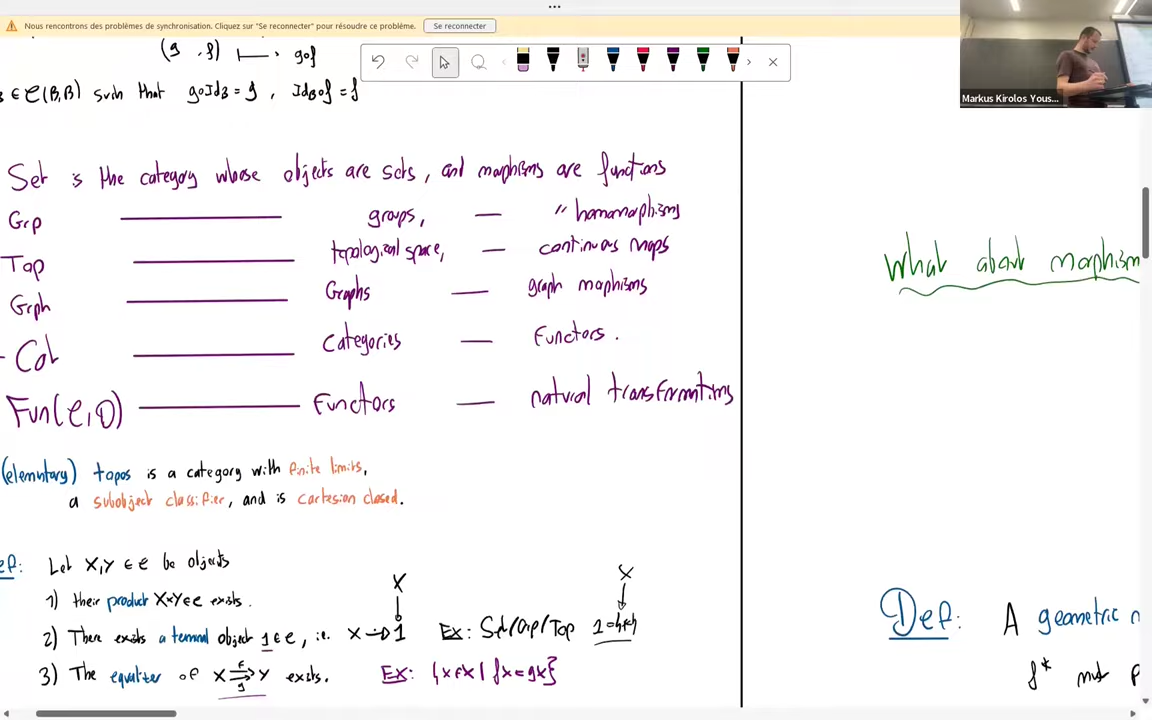 Nous rencontrons des problèmes de synchronisation. Cliquez sur "Se reconnecter" pour résoudre ce problème. Se reconnecter
Markus Kirolos Yous...
(g , f) ⟼ g∘f
∈ C(B,B) such that g∘Id_B = g , Id_B∘f = f
Set is the category whose objects are sets, and morphisms are functions
Grp groups, — " homomorphisms
Top topological space, — continuous maps
Grph Graphs — graph morphisms
Cat Categories — Functors.
Fun(C,D) Functors — natural transformations
What about morphism
(elementary) topos is a category with finite limits,
a subobject classifier, and is cartesian closed.
ef: Let X,Y ∈ C be objects
1) their product X×Y∈C exists.
2) There exists a terminal object 1∈C, i.e. X → 1
X ↓ 1
Ex: Set/Grp/Top
X ↓
3) The equalizer of X ⇉ Y exists.
f
g
Ex: {x∈X | fx=gx}
Def: A geometric
f*